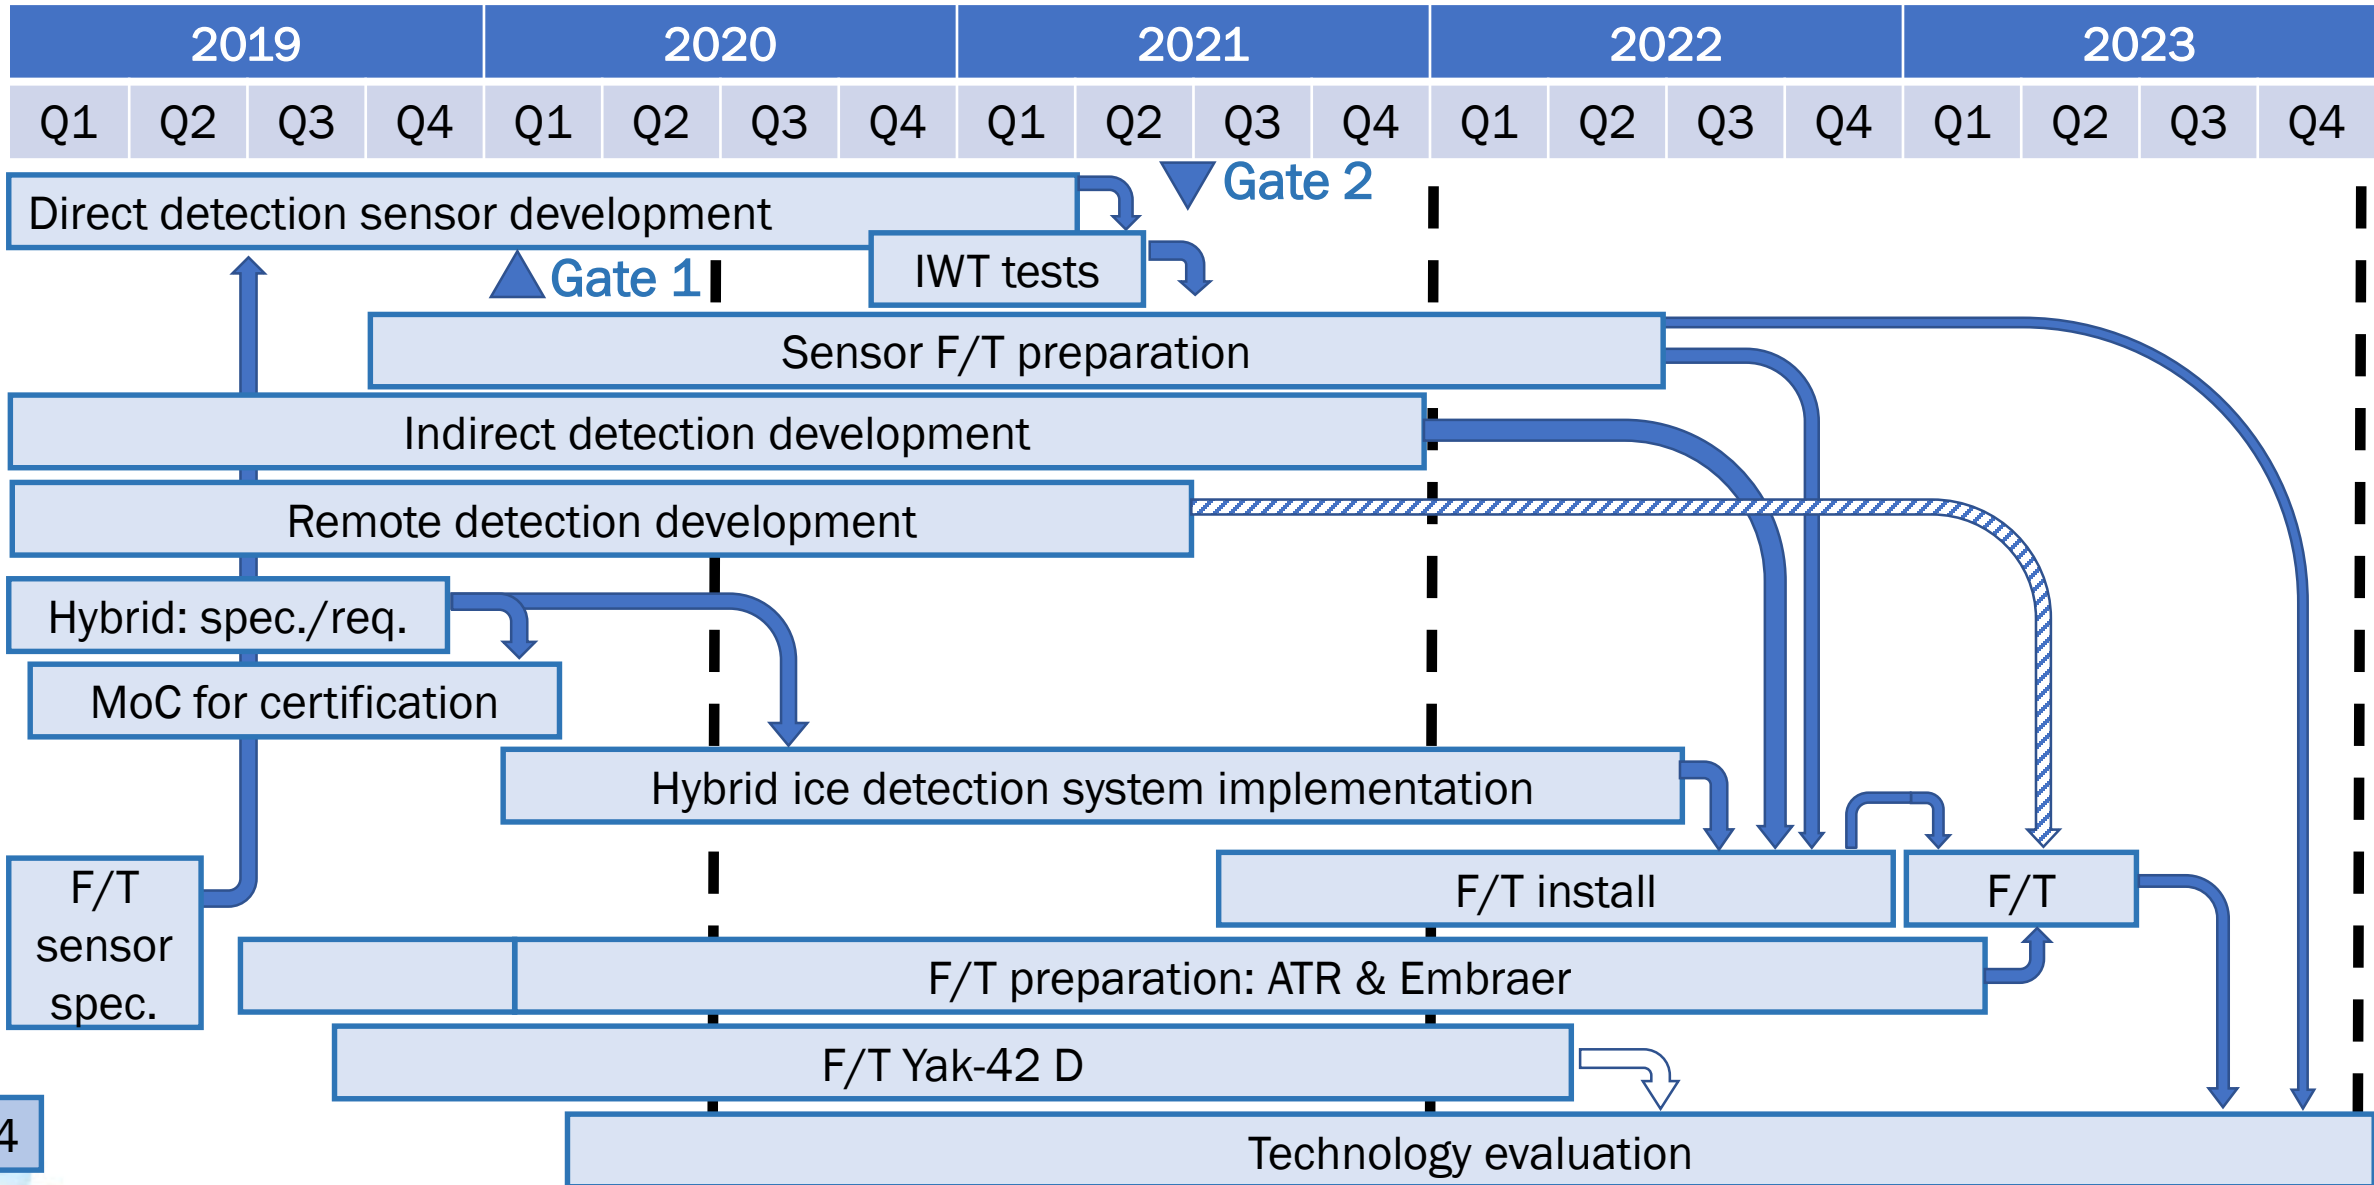 2019 2020 2021 2022 2023
Q1 Q2 Q3 Q4 Q1 Q2 Q3 Q4 Q1 Q2 Q3 Q4 Q1 Q2 Q3 Q4 Q1 Q2 Q3 Q4
Gate 2
Direct detection sensor development
IWT tests
Gate 1
Sensor F/T preparation
Indirect detection development
Remote detection development
Hybrid: spec./req.
MoC for certification
Hybrid ice detection system implementation
F/T
sensor
spec.
F/T install
F/T
F/T preparation: ATR & Embraer
F/T Yak-42 D
4
Technology evaluation